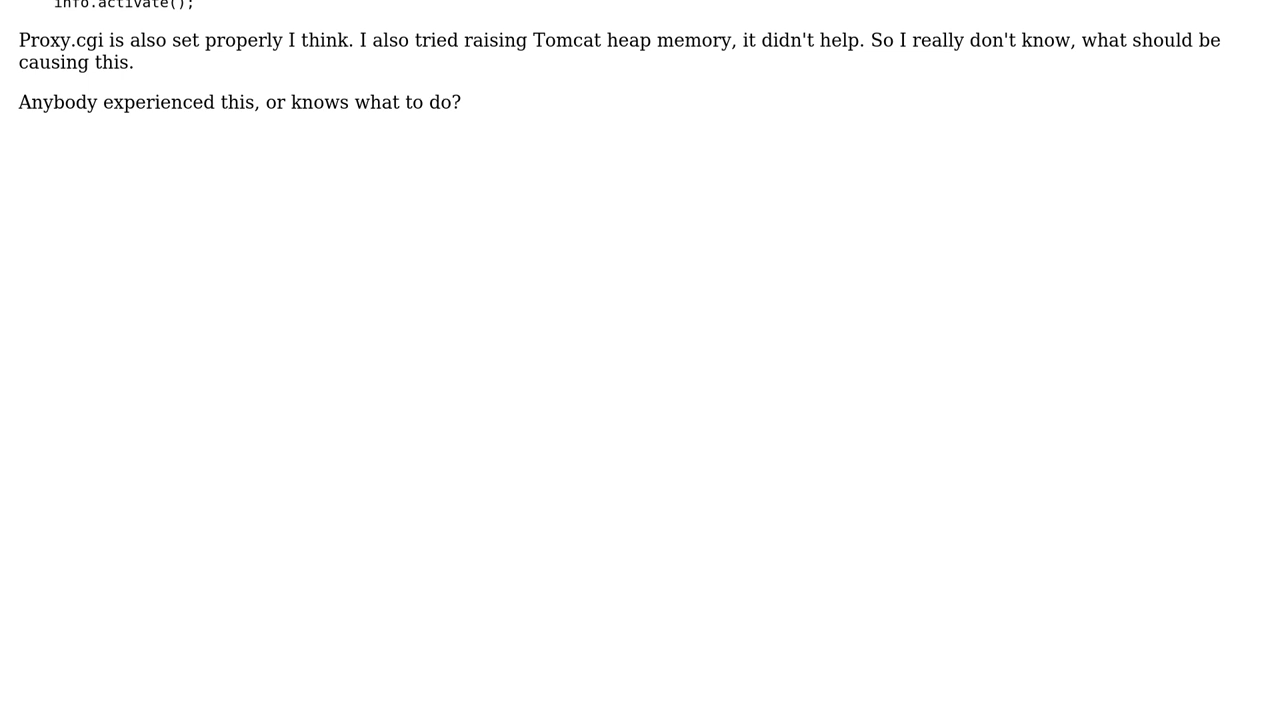 info.activate();
Proxy.cgi is also set properly I think. I also tried raising Tomcat heap memory, it didn't help. So I really don't know, what should be
causing this.
Anybody experienced this, or knows what to do?